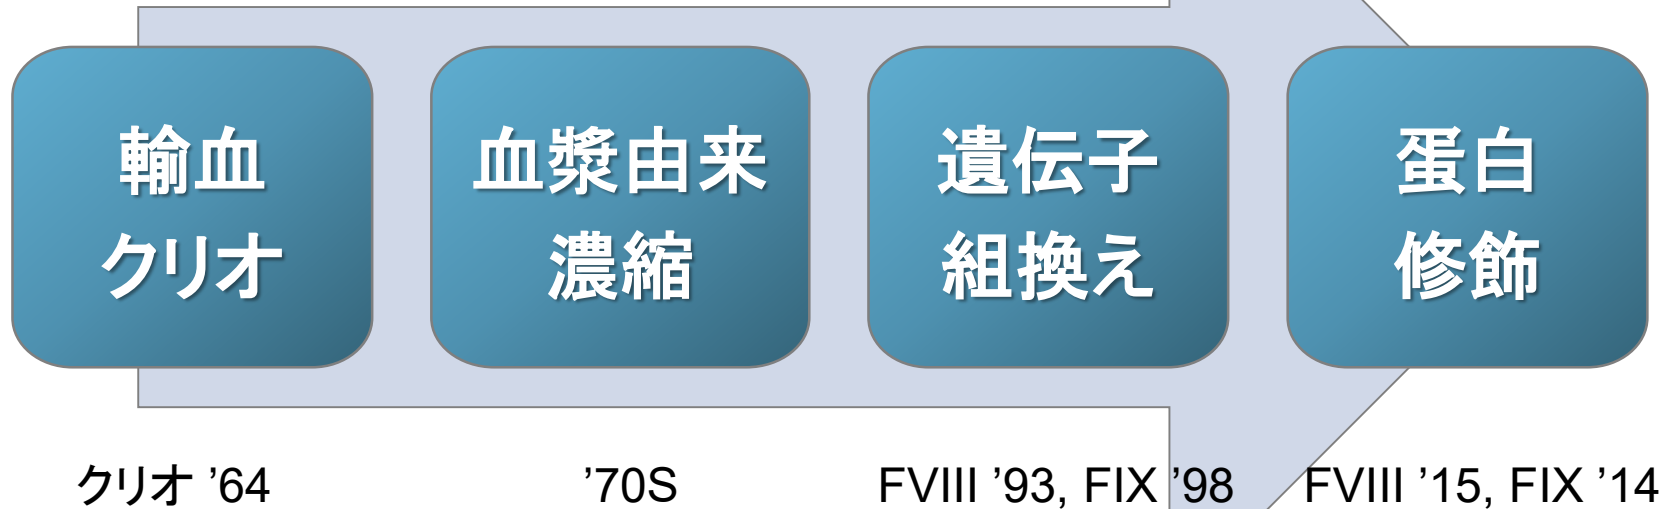 輸血
クリオ
血漿由来
濃縮
遺伝子
組換え
蛋白
修飾
クリオ ’64
’70S
FVIII ’93, FIX ’98
FVIII ’15, FIX ’14